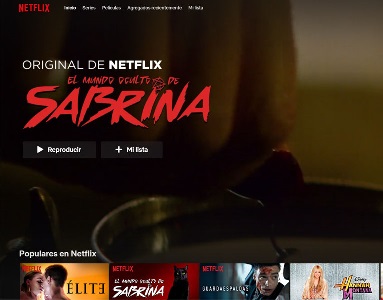 NETFLIX Inicio Series Películas Agregados recientemente Mi lista
ORIGINAL DE NETFLIX
EL MUNDO OCULTO DE
SABRINA
Reproducir + Mi lista
Populares en Netflix
NETFLIX NETFLIX NETFLIX
ÉLITE
EL MUNDO OCULTO DE
SABRINA
GUARDAESPALDAS
HANNAH
MONTANA